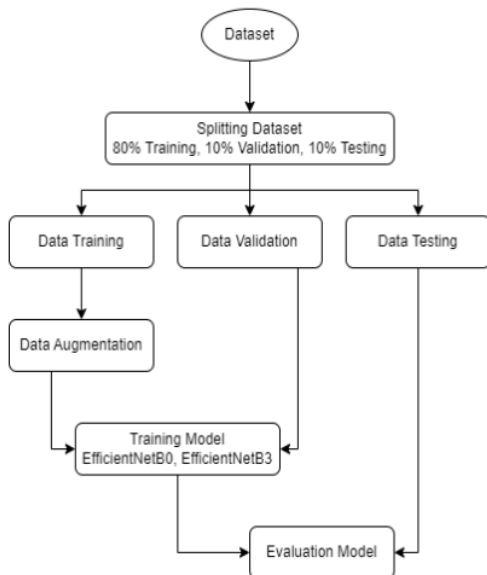 Dataset
Splitting Dataset
80% Training, 10% Validation, 10% Testing
Data Training
Data Validation
Data Testing
Data Augmentation
Training Model
EfficientNetB0, EfficientNetB3
Evaluation Model